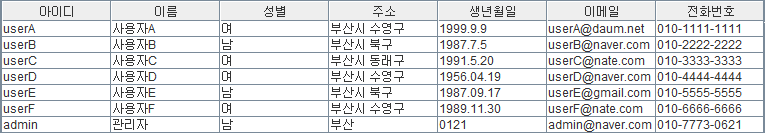 아이디 이름 성별 주소 생년월일 이메일 전화번호
userA 사용자A 여 부산시 수영구 1999.9.9 userA@daum.net 010-1111-1111
userB 사용자B 남 부산시 북구 1987.7.5 userB@naver.com 010-2222-2222
userC 사용자C 여 부산시 동래구 1991.5.20 userC@nate.com 010-3333-3333
userD 사용자D 여 부산시 수영구 1956.04.19 userD@naver.com 010-4444-4444
userE 사용자E 남 부산시 북구 1987.09.17 userE@gmail.com 010-5555-5555
userF 사용자F 여 부산시 수영구 1989.11.30 userF@nate.com 010-6666-6666
admin 관리자 남 부산 0121 admin@naver.com 010-7773-0621